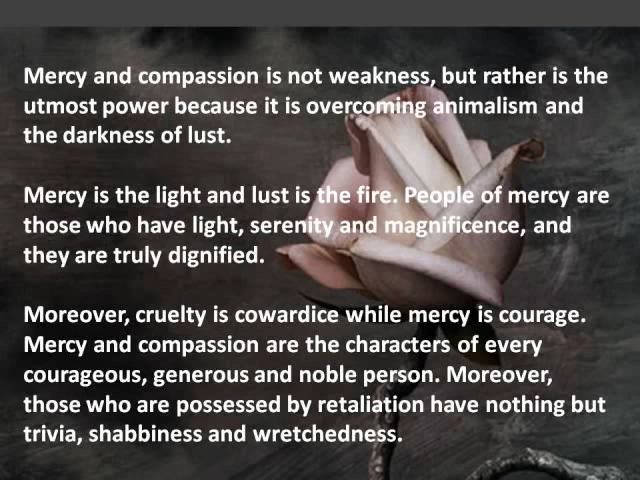 Mercy and compassion is not weakness, but rather is the
utmost power because it is overcoming animalism and
the darkness of lust.
Mercy is the light and lust is the fire. People of mercy are
those who have light, serenity and magnificence, and
they are truly dignified.
Moreover, cruelty is cowardice while mercy is courage.
Mercy and compassion are the characters of every
courageous, generous and noble person. Moreover,
those who are possessed by retaliation have nothing but
trivia, shabbiness and wretchedness.